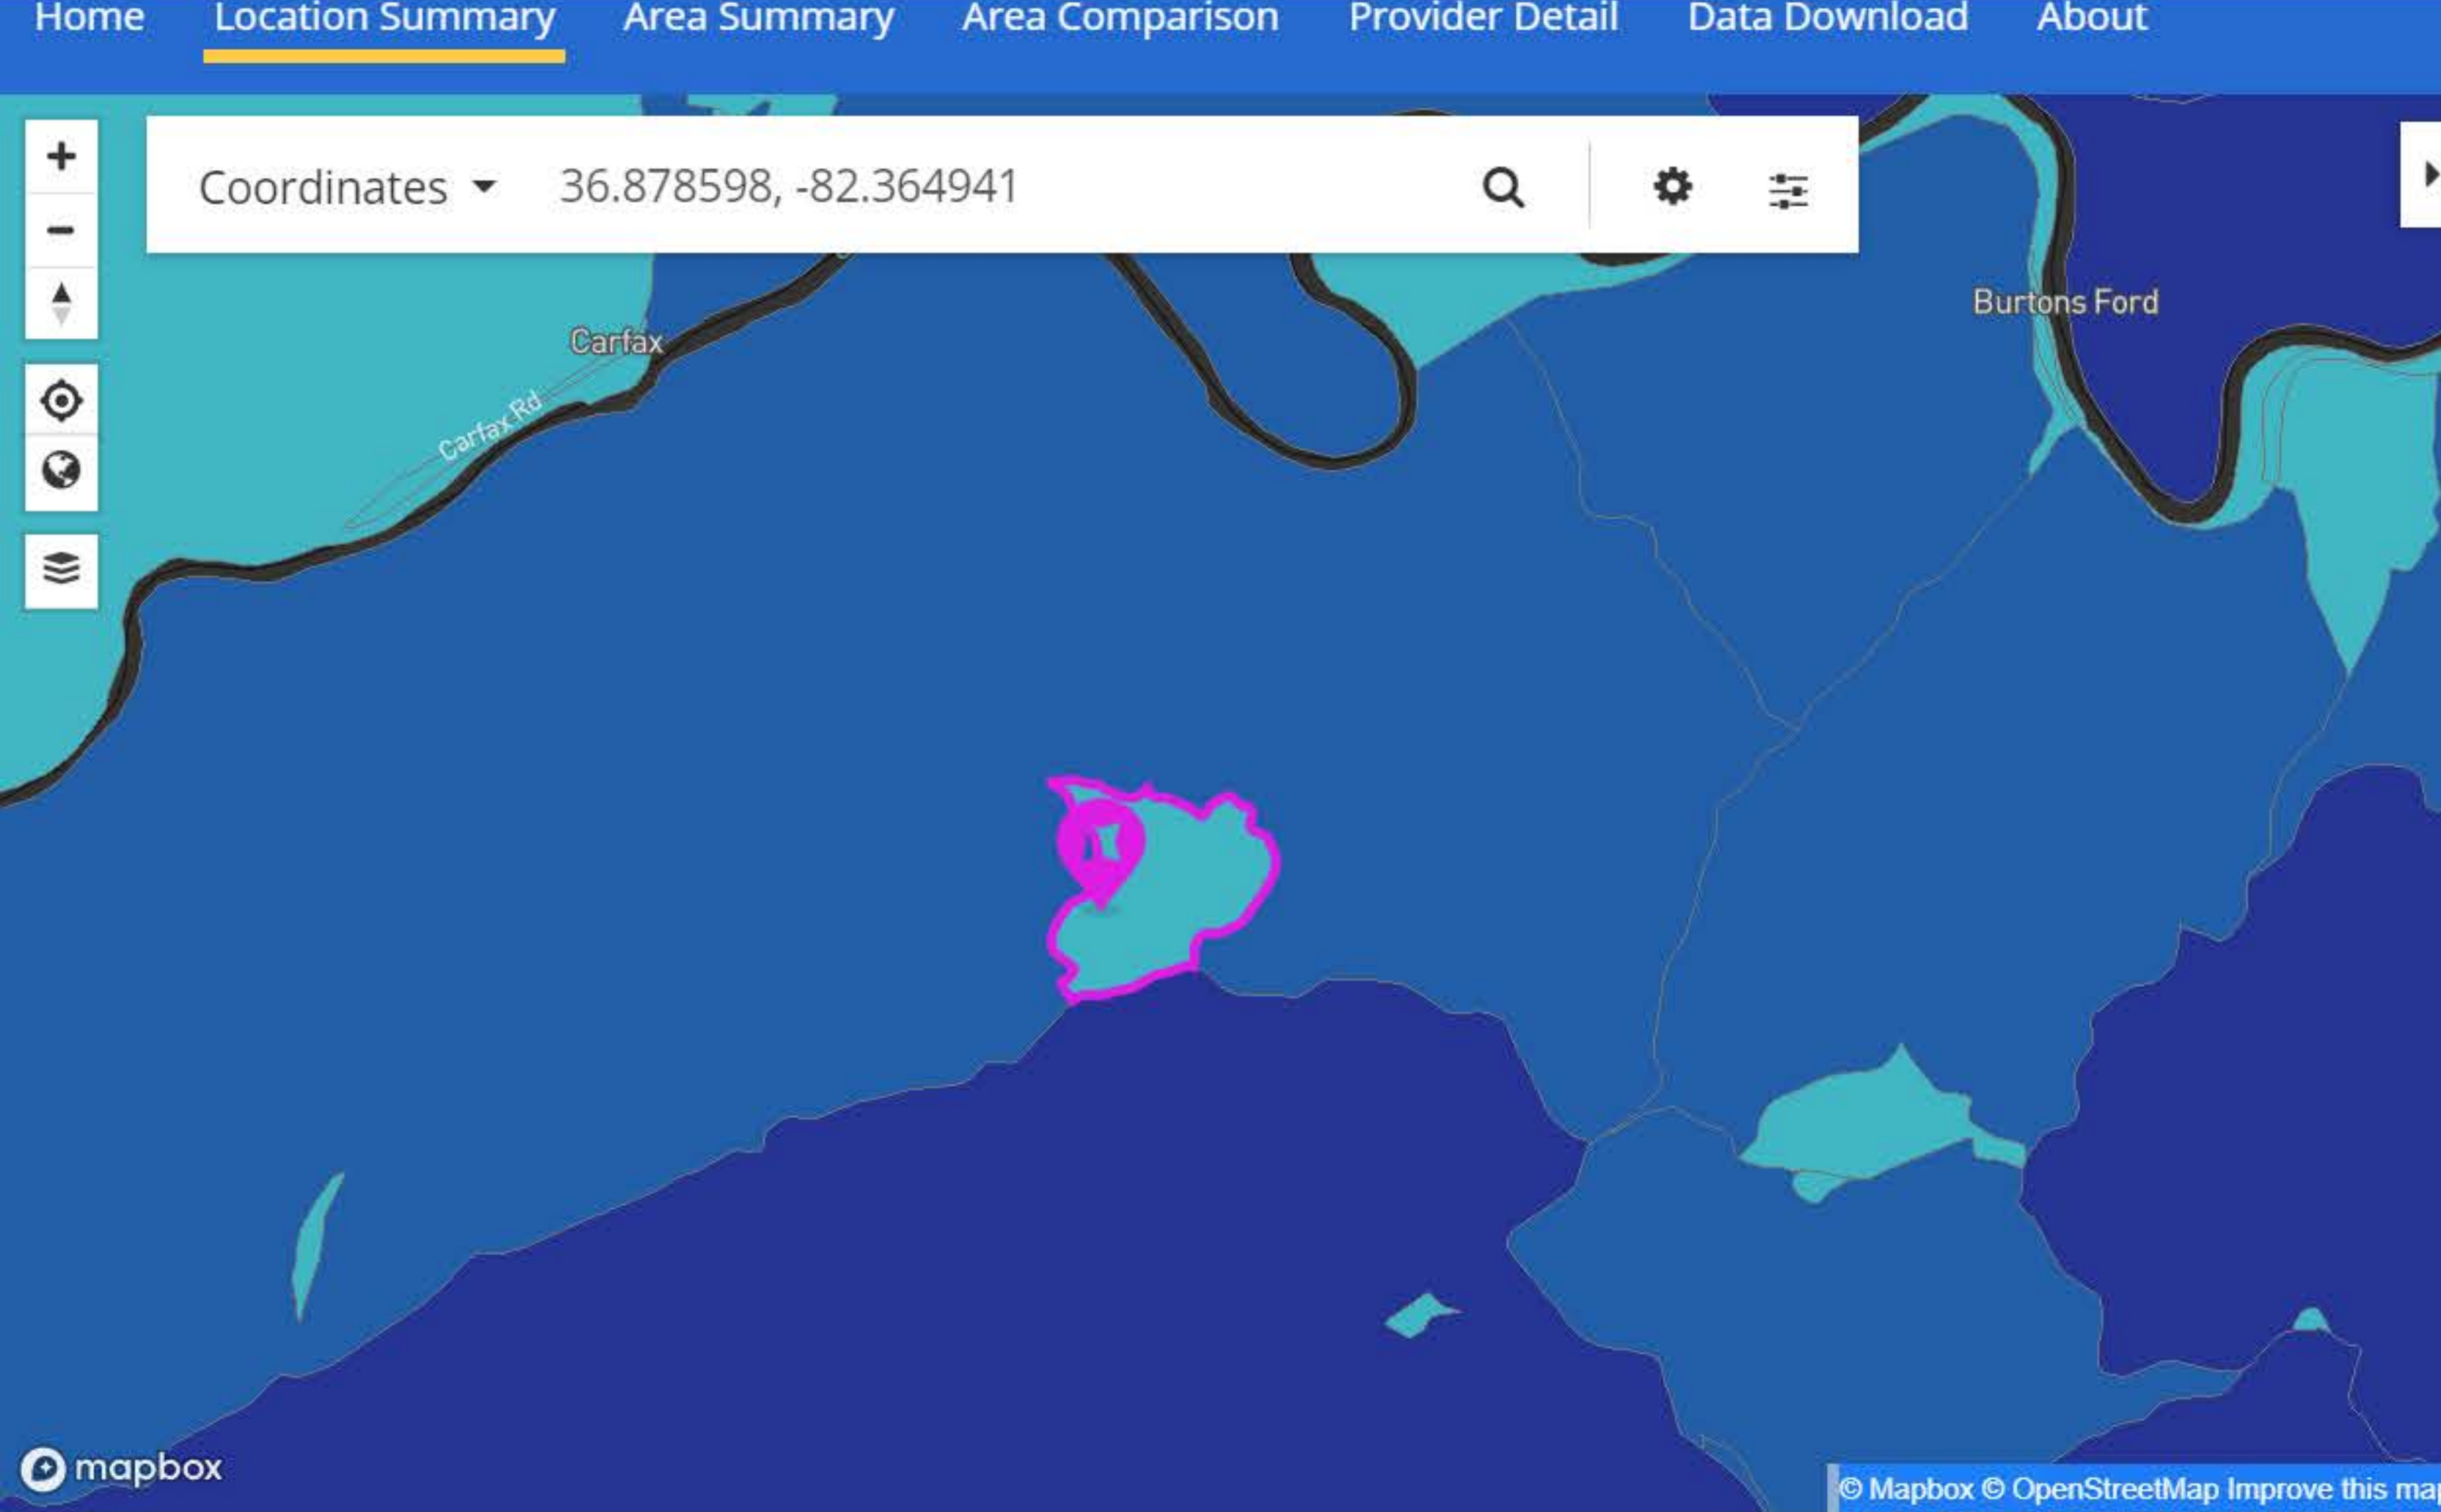 Home Location Summary Area Summary Area Comparison Provider Detail Data Download About
Coordinates 36.878598, -82.364941
Burtons Ford
Carfax
Carfax Rd
mapbox
© Mapbox © OpenStreetMap Improve this map